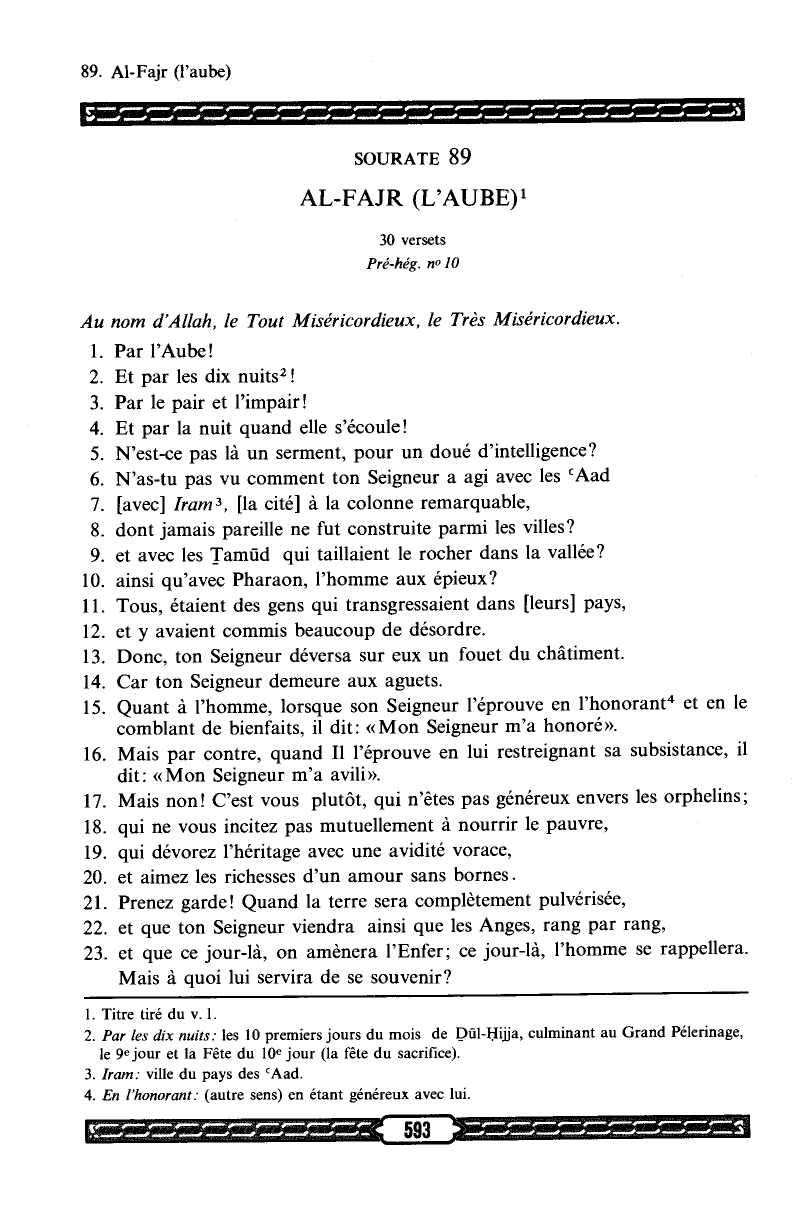 89. Al-Fajr (l’aube)
SOURATE 89
AL-FAJR (L’AUBE)¹
30 versets
Pré-hég. nº 10
Au nom d’Allah, le Tout Miséricordieux, le Très Miséricordieux.
1. Par l’Aube!
2. Et par les dix nuits²!
3. Par le pair et l’impair!
4. Et par la nuit quand elle s’écoule!
5. N’est-ce pas là un serment, pour un doué d’intelligence?
6. N’as-tu pas vu comment ton Seigneur a agi avec les ᶜAad
7. [avec] Iram³, [la cité] à la colonne remarquable,
8. dont jamais pareille ne fut construite parmi les villes?
9. et avec les Ṯamūd qui taillaient le rocher dans la vallée?
10. ainsi qu’avec Pharaon, l’homme aux épieux?
11. Tous, étaient des gens qui transgressaient dans [leurs] pays,
12. et y avaient commis beaucoup de désordre.
13. Donc, ton Seigneur déversa sur eux un fouet du châtiment.
14. Car ton Seigneur demeure aux aguets.
15. Quant à l’homme, lorsque son Seigneur l’éprouve en l’honorant⁴ et en le
comblant de bienfaits, il dit: «Mon Seigneur m’a honoré».
16. Mais par contre, quand Il l’éprouve en lui restreignant sa subsistance, il
dit: «Mon Seigneur m’a avili».
17. Mais non! C’est vous plutôt, qui n’êtes pas généreux envers les orphelins;
18. qui ne vous incitez pas mutuellement à nourrir le pauvre,
19. qui dévorez l’héritage avec une avidité vorace,
20. et aimez les richesses d’un amour sans bornes.
21. Prenez garde! Quand la terre sera complètement pulvérisée,
22. et que ton Seigneur viendra ainsi que les Anges, rang par rang,
23. et que ce jour-là, on amènera l’Enfer; ce jour-là, l’homme se rappellera.
Mais à quoi lui servira de se souvenir?
1. Titre tiré du v. 1.
2. Par les dix nuits: les 10 premiers jours du mois de Ḏūl-Ḥijja, culminant au Grand Pélerinage,
le 9ᵉ jour et la Fête du 10ᵉ jour (la fête du sacrifice).
3. Iram: ville du pays des ᶜAad.
4. En l’honorant: (autre sens) en étant généreux avec lui.
593